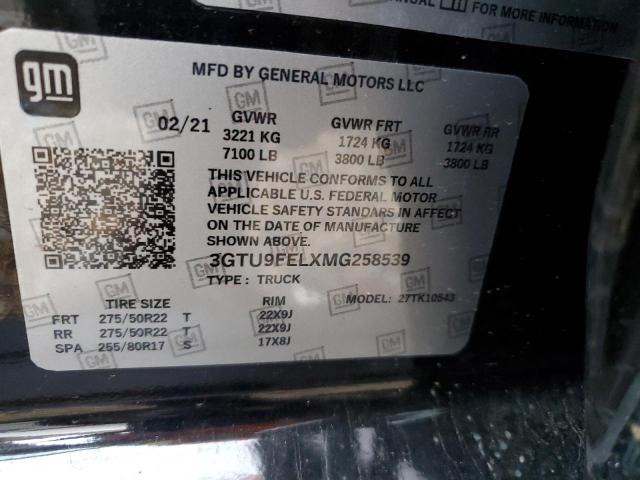 MANUAL FOR MORE INFORMATION
gm
MFD BY GENERAL MOTORS LLC
02/21
GVWR GVWR FRT GVWR RR
3221 KG 1724 KG 1724 KG
7100 LB 3800 LB 3800 LB
THIS VEHICLE CONFORMS TO ALL
APPLICABLE U.S. FEDERAL MOTOR
VEHICLE SAFETY STANDARS IN AFFECT
ON THE DATE OF MANUFACTURE
SHOWN ABOVE.
3GTU9FELXMG258539
TYPE : TRUCK
MODEL: 27TK10543
TIRE SIZE RIM
FRT 275/50R22 T 22X9J
RR 275/50R22 T 22X9J
SPA 255/80R17 S 17X8J